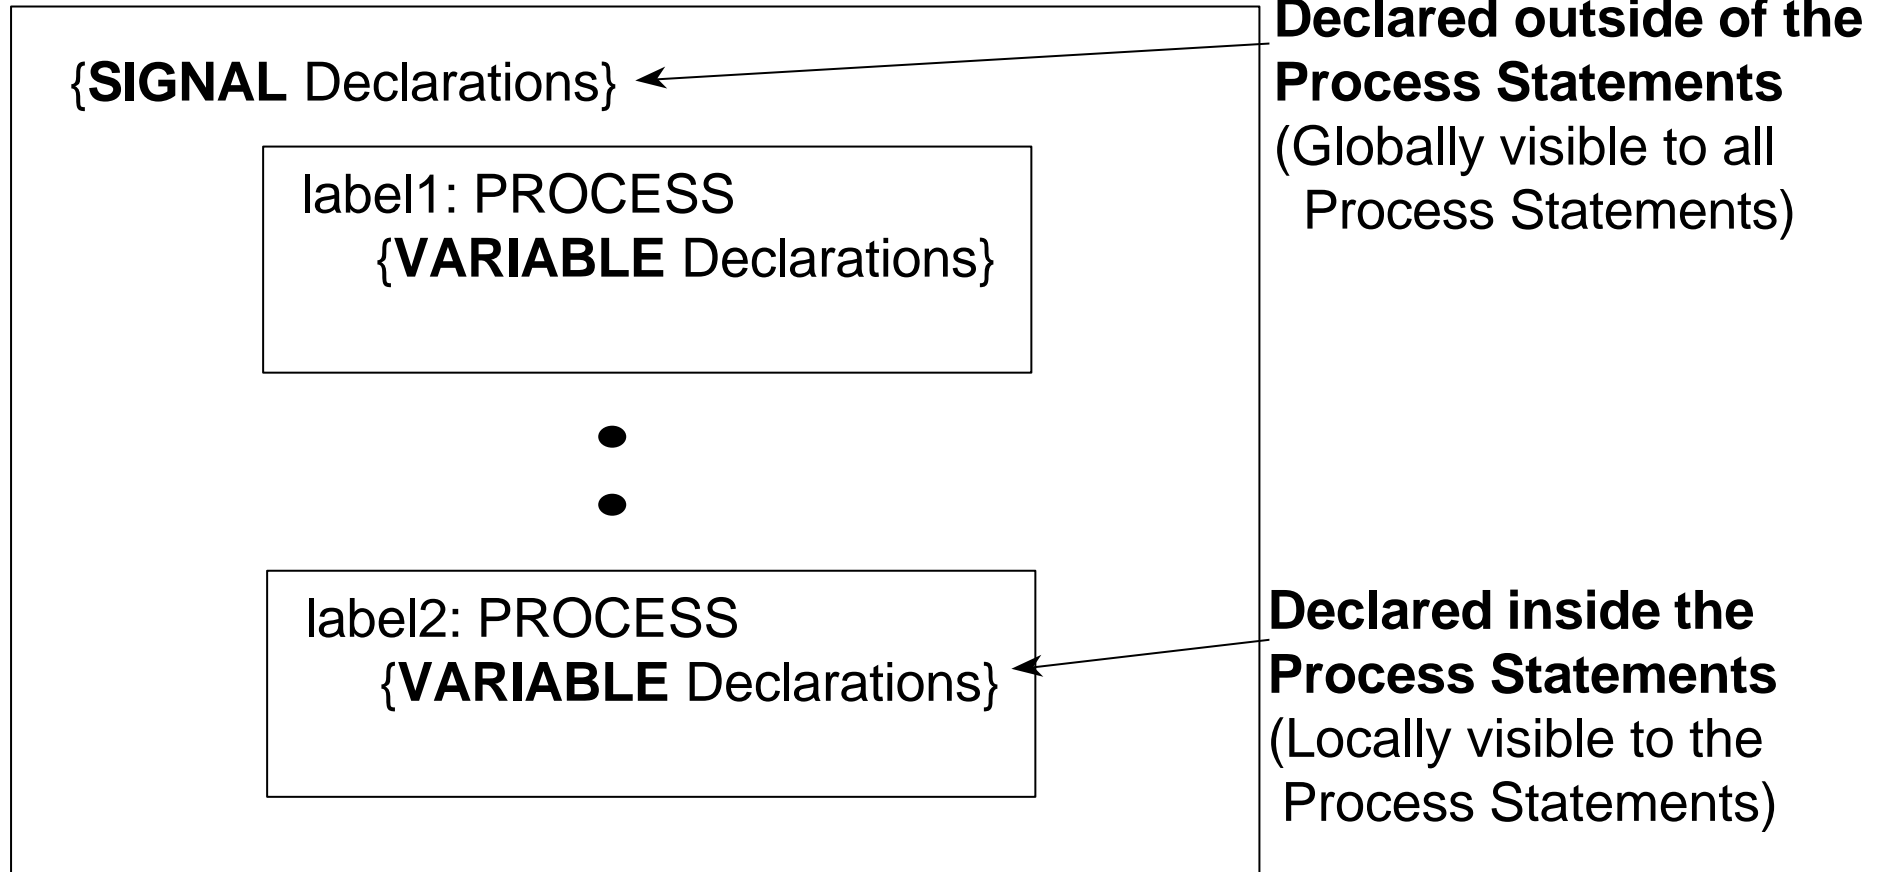 {SIGNAL Declarations}
label1: PROCESS
{VARIABLE Declarations}
label2: PROCESS
{VARIABLE Declarations}
Declared outside of the
Process Statements
(Globally visible to all
Process Statements)
Declared inside the
Process Statements
(Locally visible to the
Process Statements)